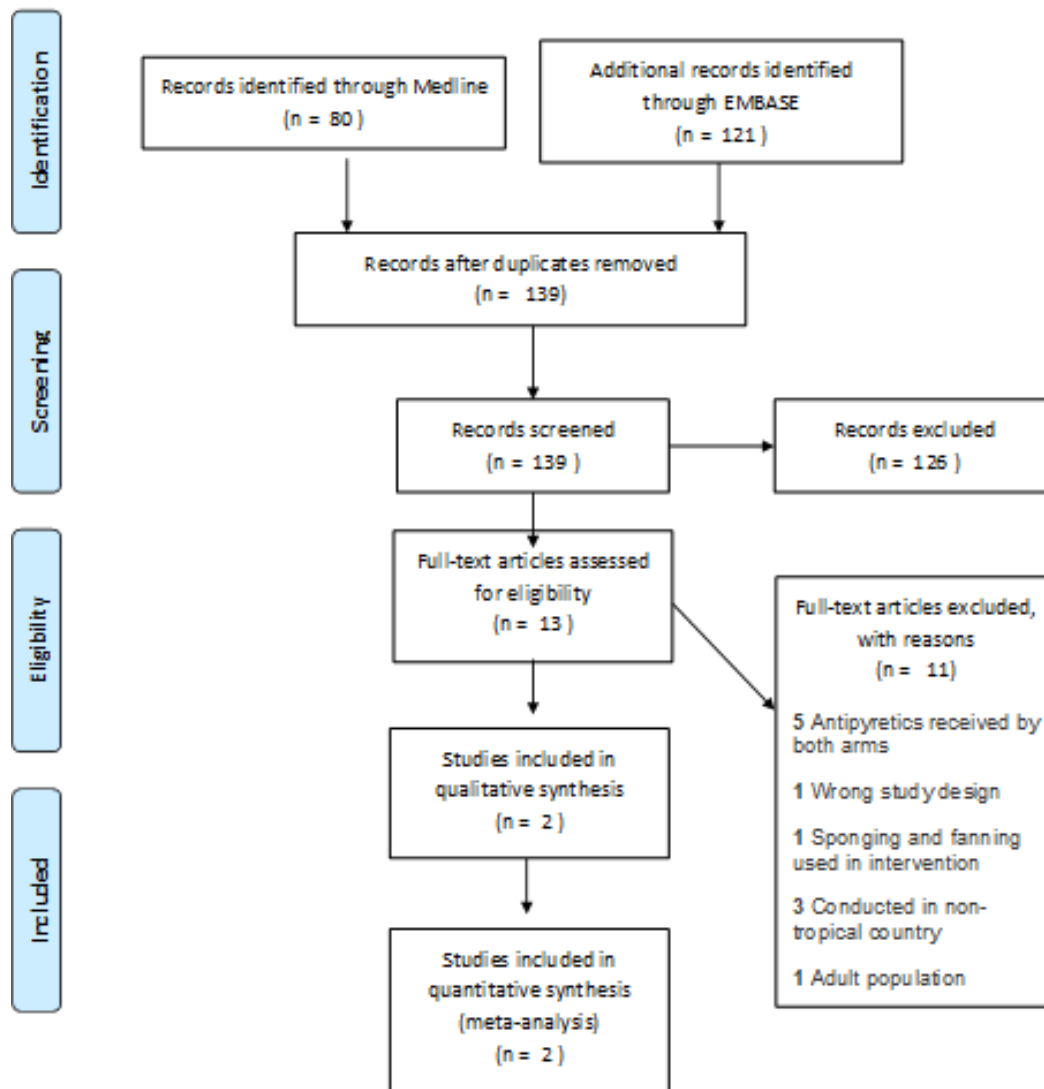 Identification
Records identified through Medline
(n = 80 )
Additional records identified
through EMBASE
(n = 121 )
Records after duplicates removed
(n = 139)
Screening
Records screened
(n = 139 )
Records excluded
(n = 126 )
Eligibility
Full-text articles assessed
for eligibility
(n = 13 )
Full-text articles excluded,
with reasons
(n = 11)
5 Antipyretics received by
both arms
1 Wrong study design
1 Sponging and fanning
used in intervention
3 Conducted in non-
tropical country
1 Adult population
Studies included in
qualitative synthesis
(n = 2 )
Included
Studies included in
quantitative synthesis
(meta-analysis)
(n = 2 )